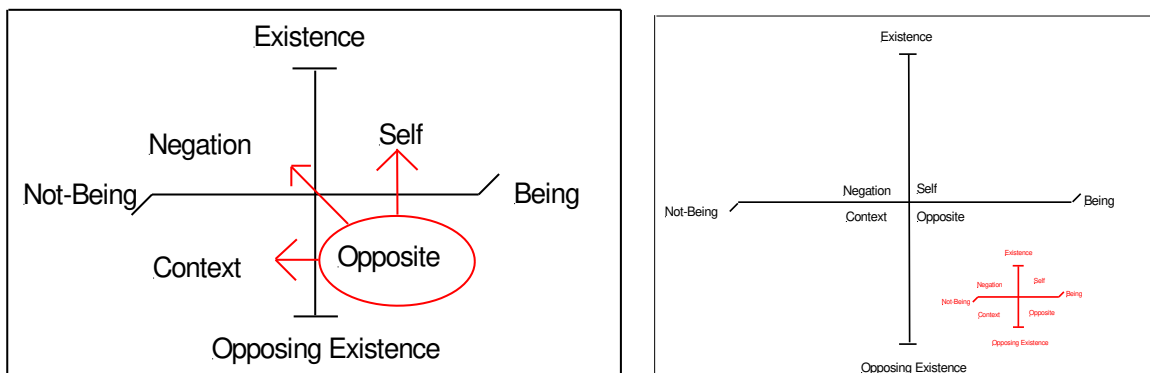 Existence
Negation
Self
Not-Being
Being
Context
Opposite
Opposing Existence
Existence
Negation Self
Not-Being
Being
Context Opposite
Existence
Negation
Self
Not-Being
Being
Context
Opposite
Opposing Existence
Opposing Existence